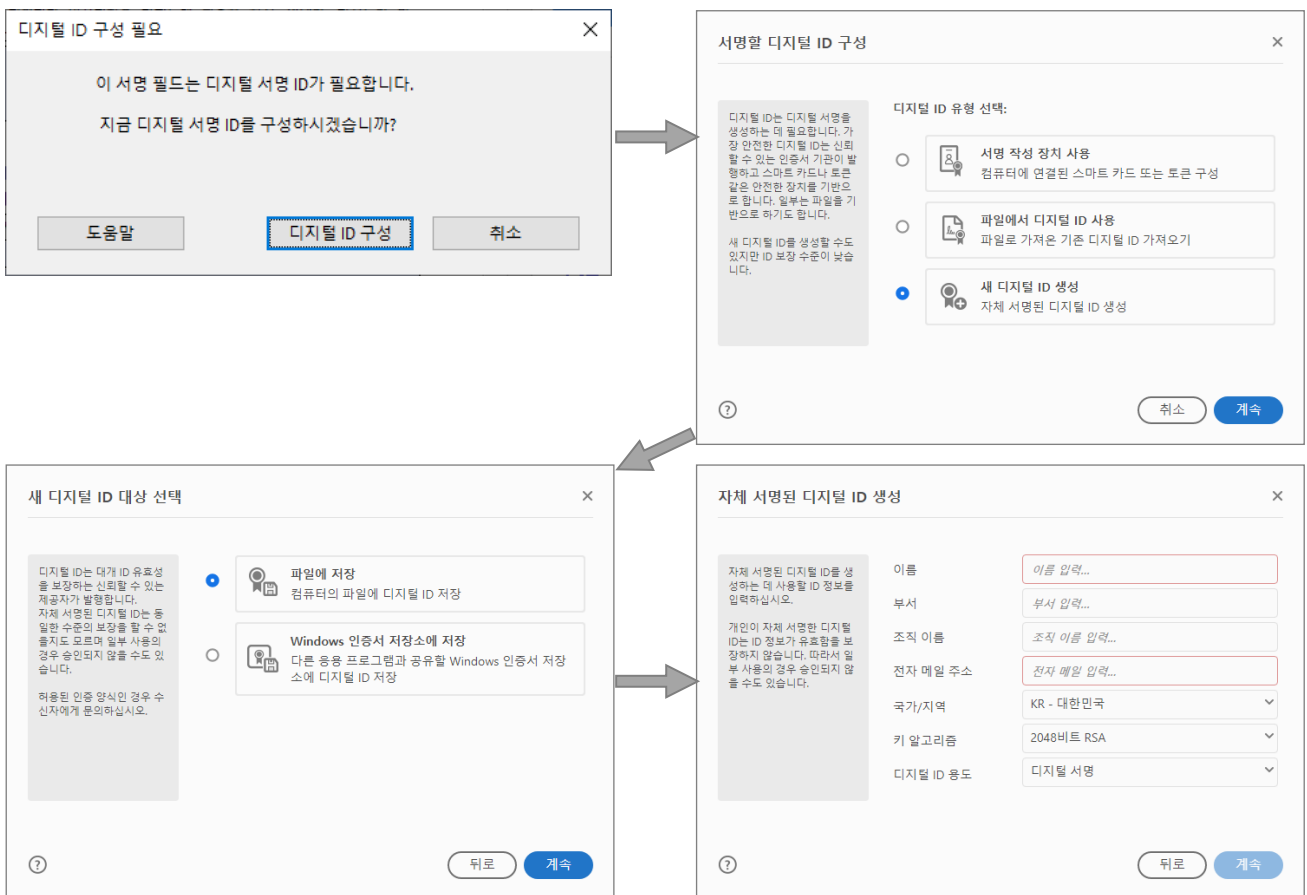 디지털 ID 구성 필요
이 서명 필드는 디지털 서명 ID가 필요합니다.
지금 디지털 서명 ID를 구성하시겠습니까?
도움말
디지털 ID 구성
취소
서명할 디지털 ID 구성
디지털 ID는 디지털 서명을
생성하는 데 필요합니다. 가
장 안전한 디지털 ID는 신뢰
할 수 있는 인증서 기관이 발
행하고 스마트 카드나 토큰
같은 안전한 장치를 기반으
로 합니다. 일부는 파일을 기
반으로 하기도 합니다.
새 디지털 ID를 생성할 수도
있지만 ID 보장 수준이 낮습
니다.
디지털 ID 유형 선택:
서명 작성 장치 사용
컴퓨터에 연결된 스마트 카드 또는 토큰 구성
파일에서 디지털 ID 사용
파일로 가져온 기존 디지털 ID 가져오기
새 디지털 ID 생성
자체 서명된 디지털 ID 생성
?
취소
계속
새 디지털 ID 대상 선택
디지털 ID는 대개 ID 유효성
을 보장하는 신뢰할 수 있는
제공자가 발행합니다.
자체 서명된 디지털 ID는 동
일한 수준의 보장을 할 수 없
을지도 모르며 일부 사용의
경우 승인되지 않을 수도 있
습니다.
허용된 인증 양식인 경우 수
신자에게 문의하십시오.
파일에 저장
컴퓨터의 파일에 디지털 ID 저장
Windows 인증서 저장소에 저장
다른 응용 프로그램과 공유할 Windows 인증서 저장
소에 디지털 ID 저장
?
뒤로
계속
자체 서명된 디지털 ID 생성
자체 서명된 디지털 ID를 생
성하는 데 사용할 ID 정보를
입력하십시오.
개인이 자체 서명한 디지털
ID는 ID 정보가 유효함을 보
장하지 않습니다. 따라서 일
부 사용의 경우 승인되지 않
을 수도 있습니다.
이름
이름 입력...
부서
부서 입력...
조직 이름
조직 이름 입력...
전자 메일 주소
전자 메일 입력...
국가/지역
KR - 대한민국
키 알고리즘
2048비트 RSA
디지털 ID 용도
디지털 서명
?
뒤로
계속